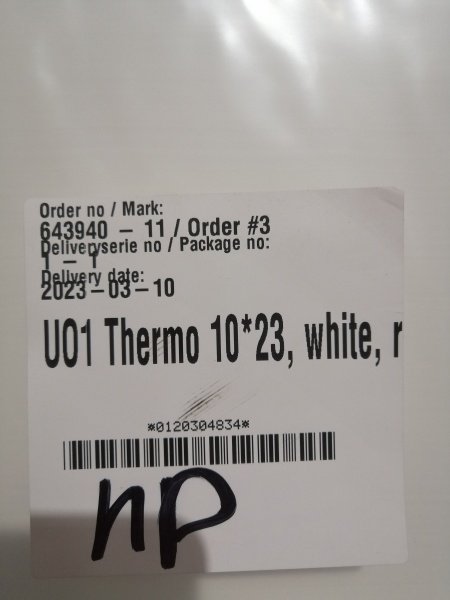 Order no / Mark:
643940 – 11 / Order #3
Deliveryserie no / Package no:
1 – 1
Delivery date:
2023–03–10
U01 Thermo 10*23, white, r
*0120304834*
np